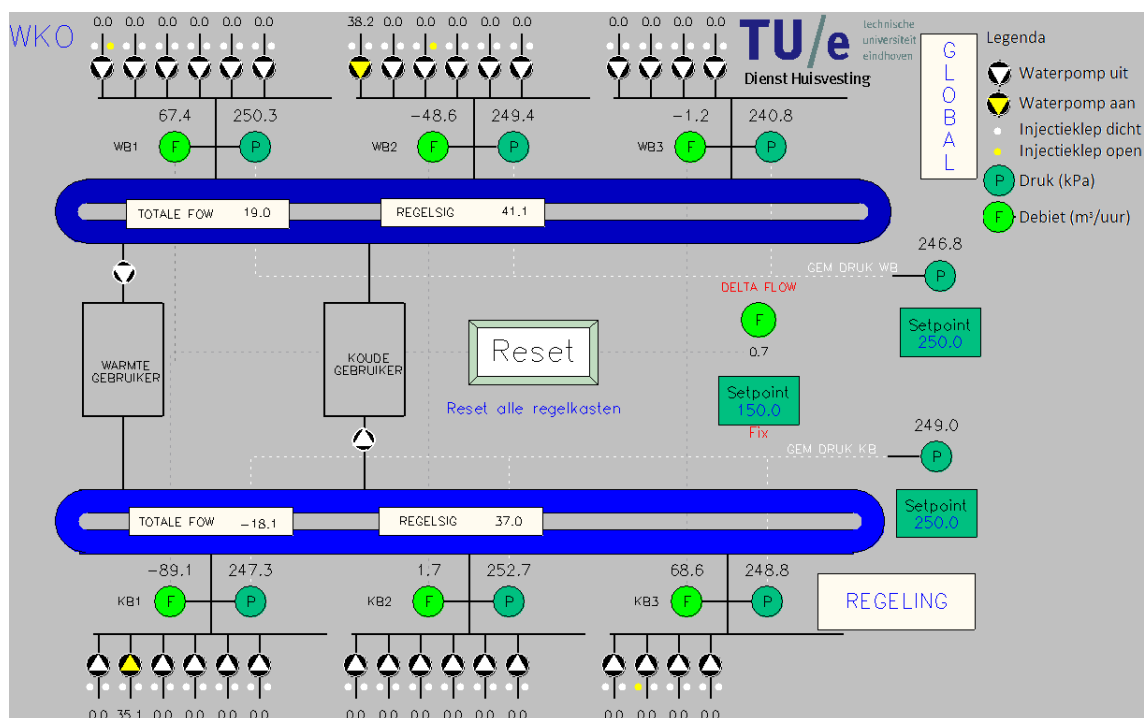 WKO
0.0 0.0 0.0 0.0 0.0 0.0
38.2 0.0 0.0 0.0 0.0 0.0
0.0 0.0 0.0 0.0
TU/e
technische
universiteit
eindhoven
Dienst Huisvesting
GLOBAL
Legenda
Waterpomp uit
Waterpomp aan
Injectieklep dicht
Injectieklep open
P Druk (kPa)
F Debiet (m³/uur)
67.4 250.3
WB1 F P
-48.6 249.4
WB2 F P
-1.2 240.8
WB3 F P
TOTALE FOW 19.0
REGELSIG 41.1
246.8
GEM DRUK WB P
DELTA FLOW
F
0.7
Setpoint
250.0
WARMTE
GEBRUIKER
KOUDE
GEBRUIKER
Reset
Reset alle regelkasten
Setpoint
150.0
Fix
249.0
GEM DRUK KB P
Setpoint
250.0
TOTALE FOW -18.1
REGELSIG 37.0
-89.1 247.3
KB1 F P
1.7 252.7
KB2 F P
68.6 248.8
KB3 F P
REGELING
0.0 35.1 0.0 0.0 0.0 0.0
0.0 0.0 0.0 0.0 0.0 0.0
0.0 0.0 0.0 0.0